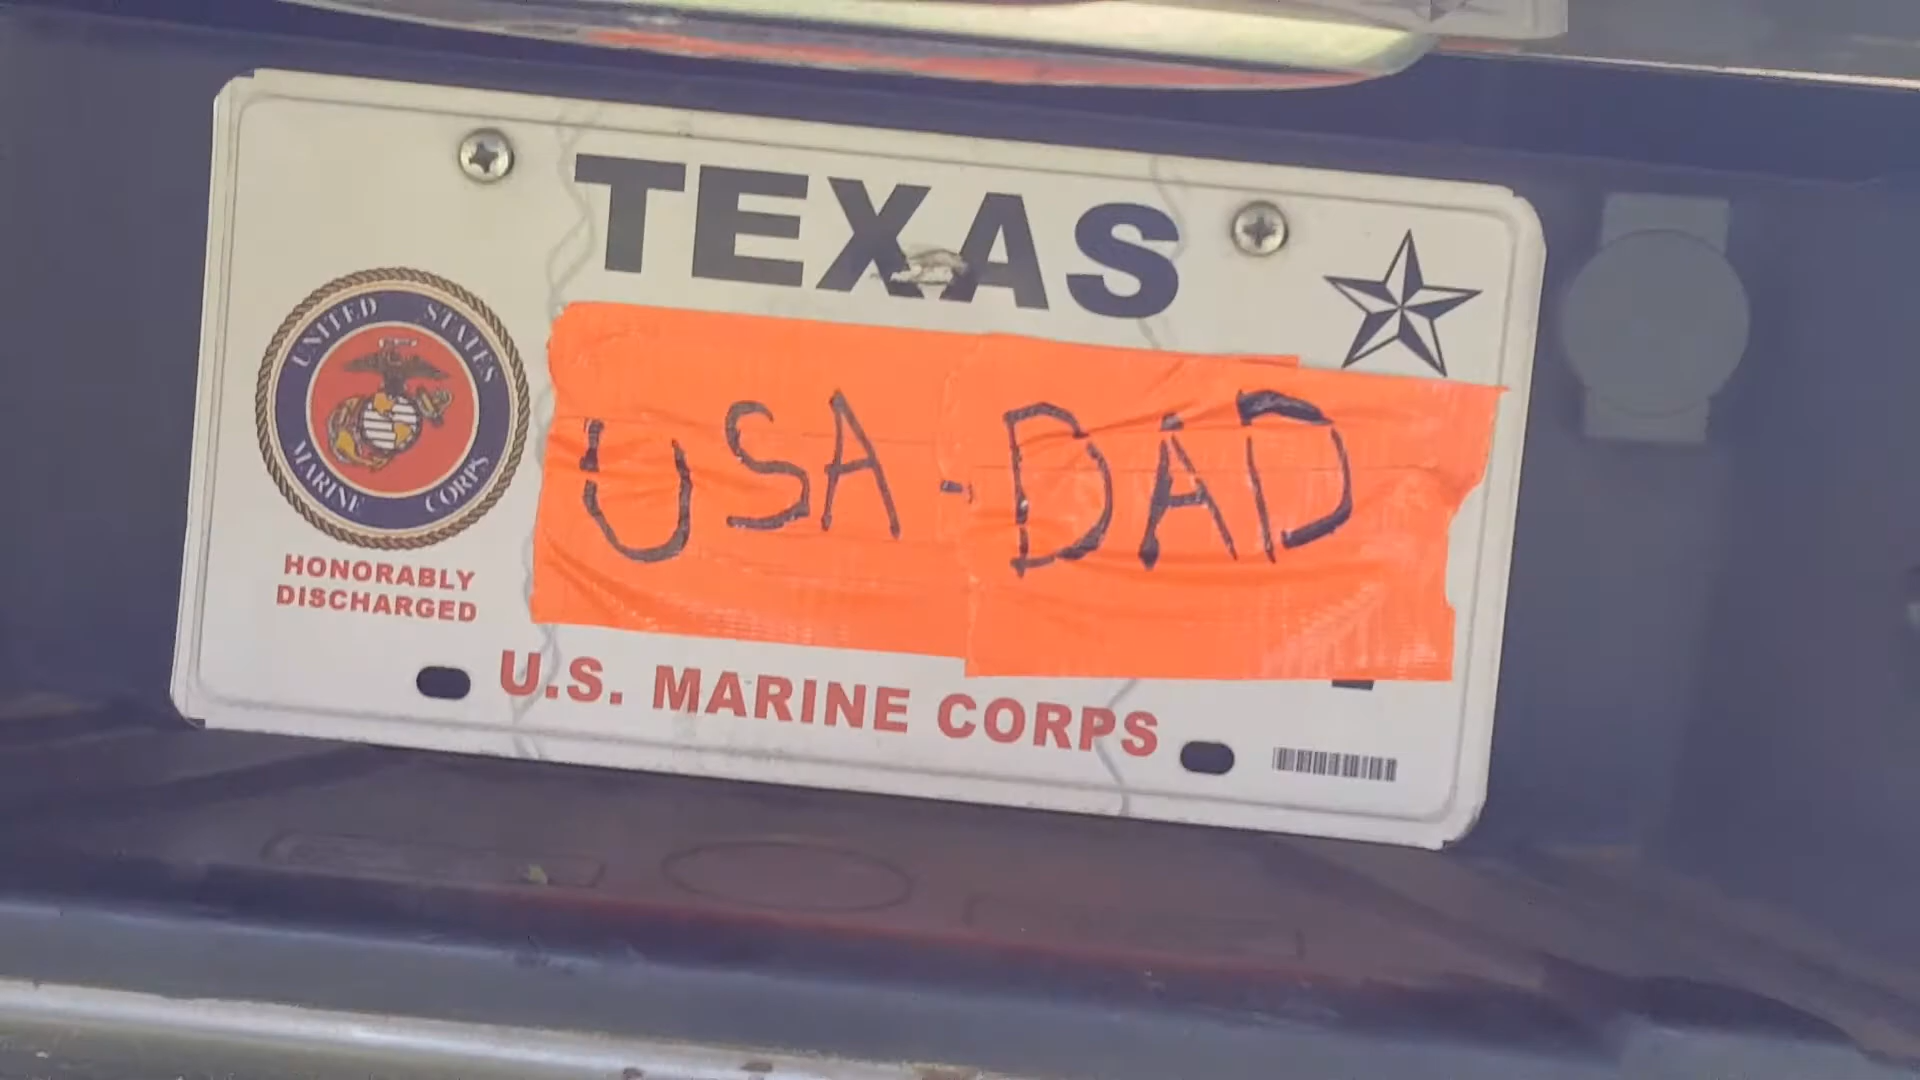 TEXAS
UNITED STATES
MARINE CORPS
USA-DAD
HONORABLY
DISCHARGED
U.S. MARINE CORPS